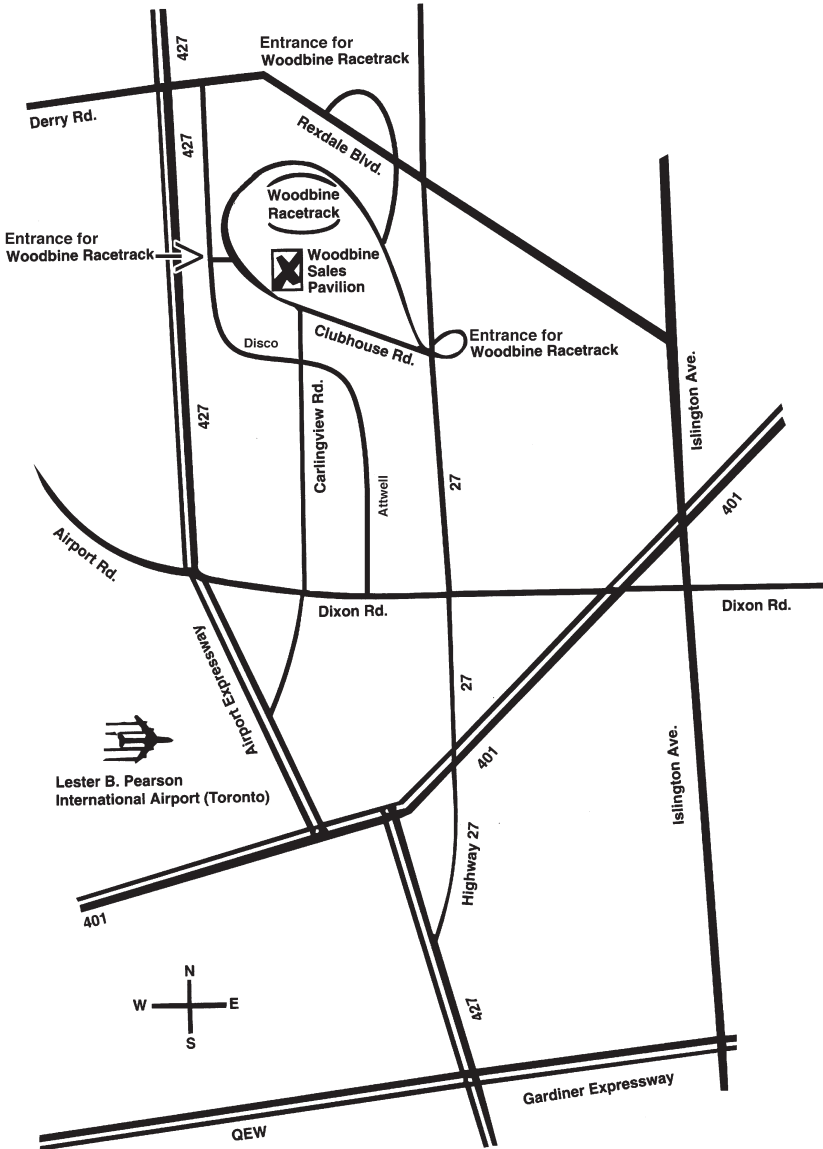 427
Entrance for
Woodbine Racetrack
Derry Rd.
427
Rexdale Blvd.
Woodbine
Racetrack
Entrance for
Woodbine Racetrack
Woodbine
Sales
Pavilion
Disco
Clubhouse Rd.
Entrance for
Woodbine Racetrack
427
Carlingview Rd.
Attwell
27
Islington Ave.
401
Airport Rd.
Dixon Rd.
Dixon Rd.
Airport Expressway
27
401
Islington Ave.
Lester B. Pearson
International Airport (Toronto)
Highway 27
401
N
W
E
S
427
Gardiner Expressway
QEW